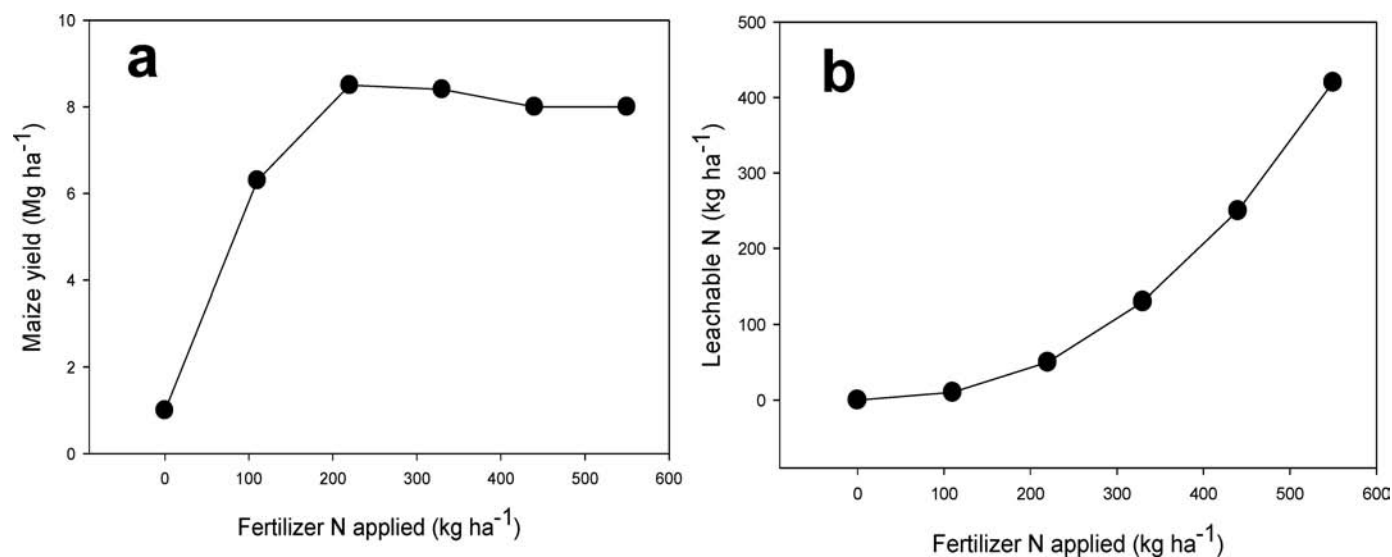 a
Maize yield (Mg ha⁻¹)
10
8
6
4
2
0
0 100 200 300 400 500 600
Fertilizer N applied (kg ha⁻¹)
b
Leachable N (kg ha⁻¹)
500
400
300
200
100
0
0 100 200 300 400 500 600
Fertilizer N applied (kg ha⁻¹)